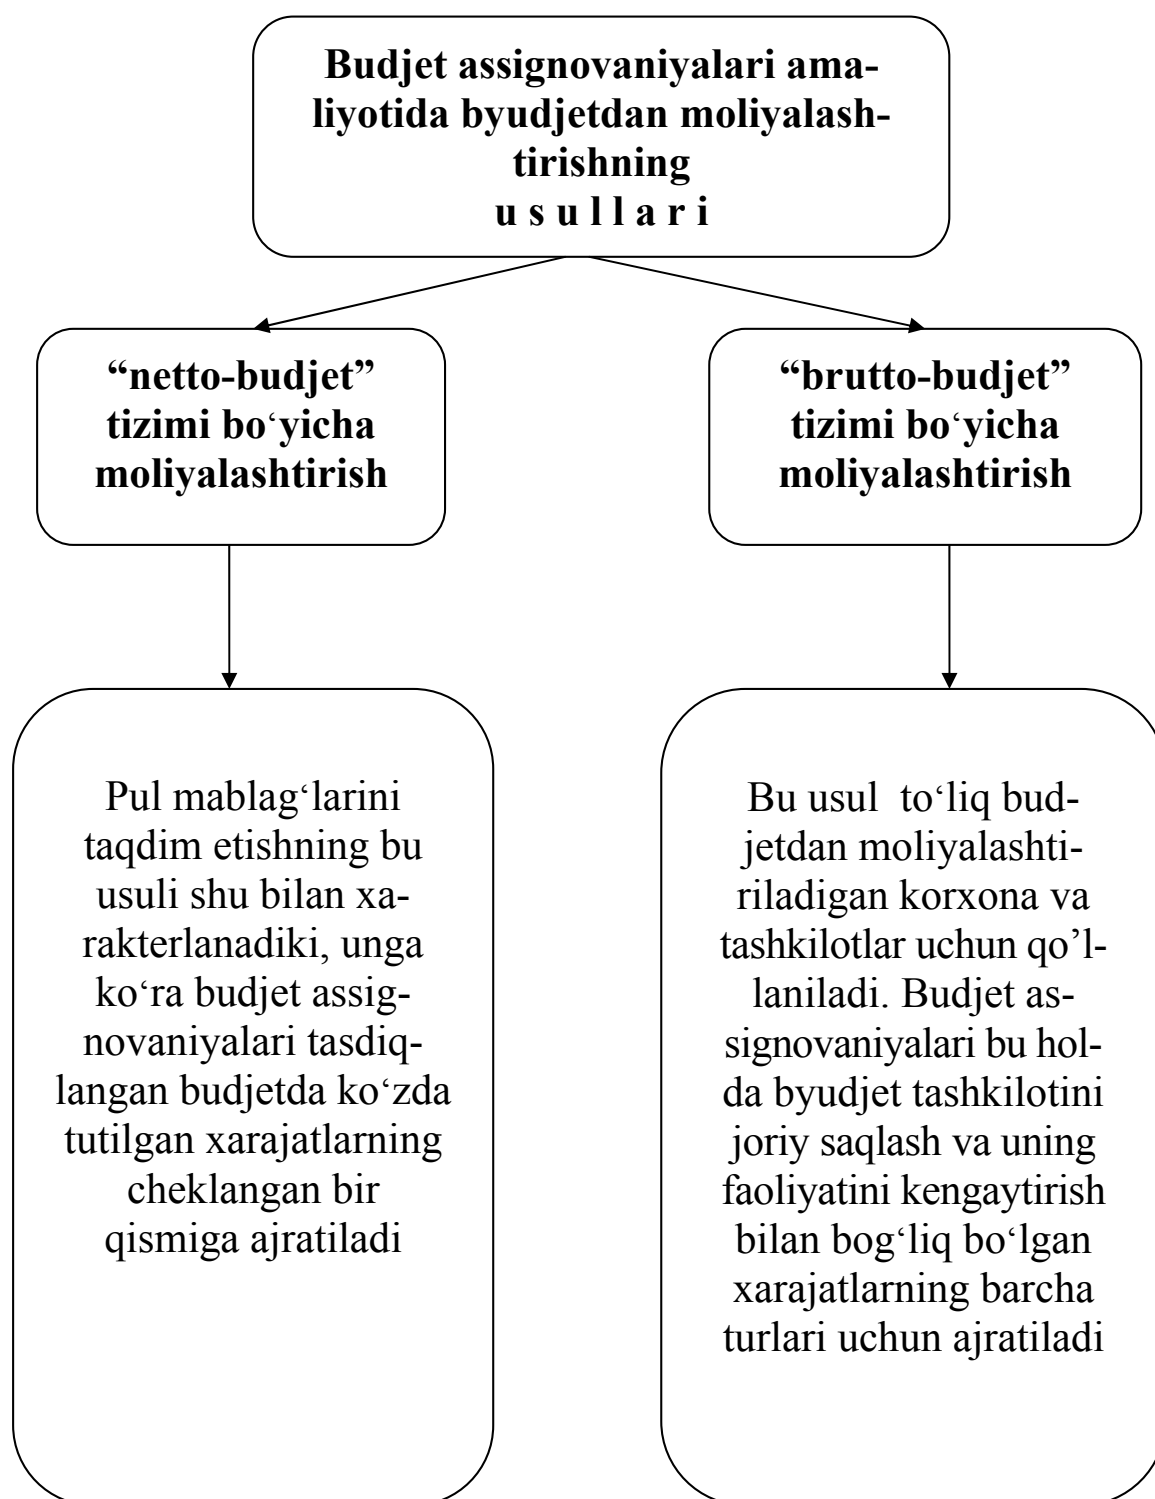 Budjet assignovaniyalari ama-
liyotida byudjetdan moliyalash-
tirishning
u s u l l a r i
“netto-budjet”
tizimi bo‘yicha
moliyalashtirish
“brutto-budjet”
tizimi bo‘yicha
moliyalashtirish
Pul mablag‘larini
taqdim etishning bu
usuli shu bilan xa-
rakterlanadiki, unga
ko‘ra budjet assig-
novaniyalari tasdiq-
langan budjetda ko‘zda
tutilgan xarajatlarning
cheklangan bir
qismiga ajratiladi
Bu usul  to‘liq bud-
jetdan moliyalashti-
riladigan korxona va
tashkilotlar uchun qo’l-
laniladi. Budjet as-
signovaniyalari bu hol-
da byudjet tashkilotini
joriy saqlash va uning
faoliyatini kengaytirish
bilan bog‘liq bo‘lgan
xarajatlarning barcha
turlari uchun ajratiladi